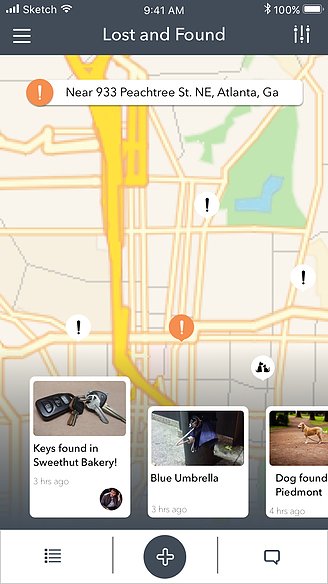 Sketch 9:41 AM 100%
Lost and Found
Near 933 Peachtree St. NE, Atlanta, Ga
Keys found in
Sweethut Bakery!
3 hrs ago
Blue Umbrella
3 hrs ago
Dog found
Piedmont
4 hrs ago